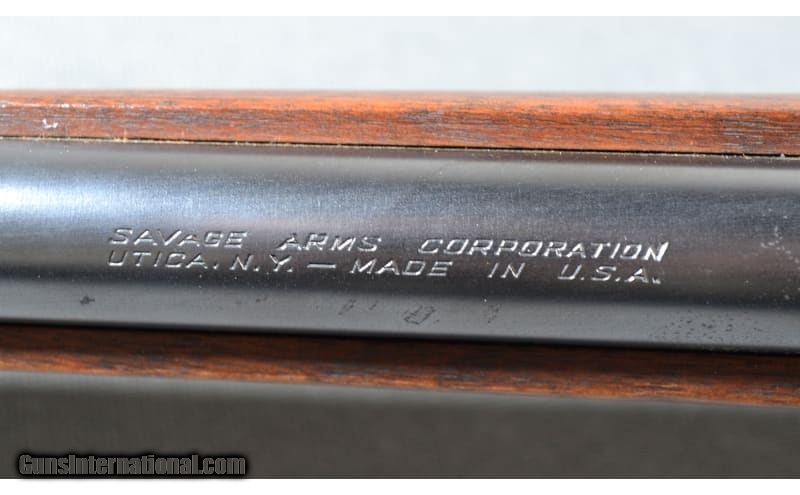 SAVAGE ARMS CORPORATION
UTICA, N.Y. — MADE IN U.S.A.
GunsInternational.com